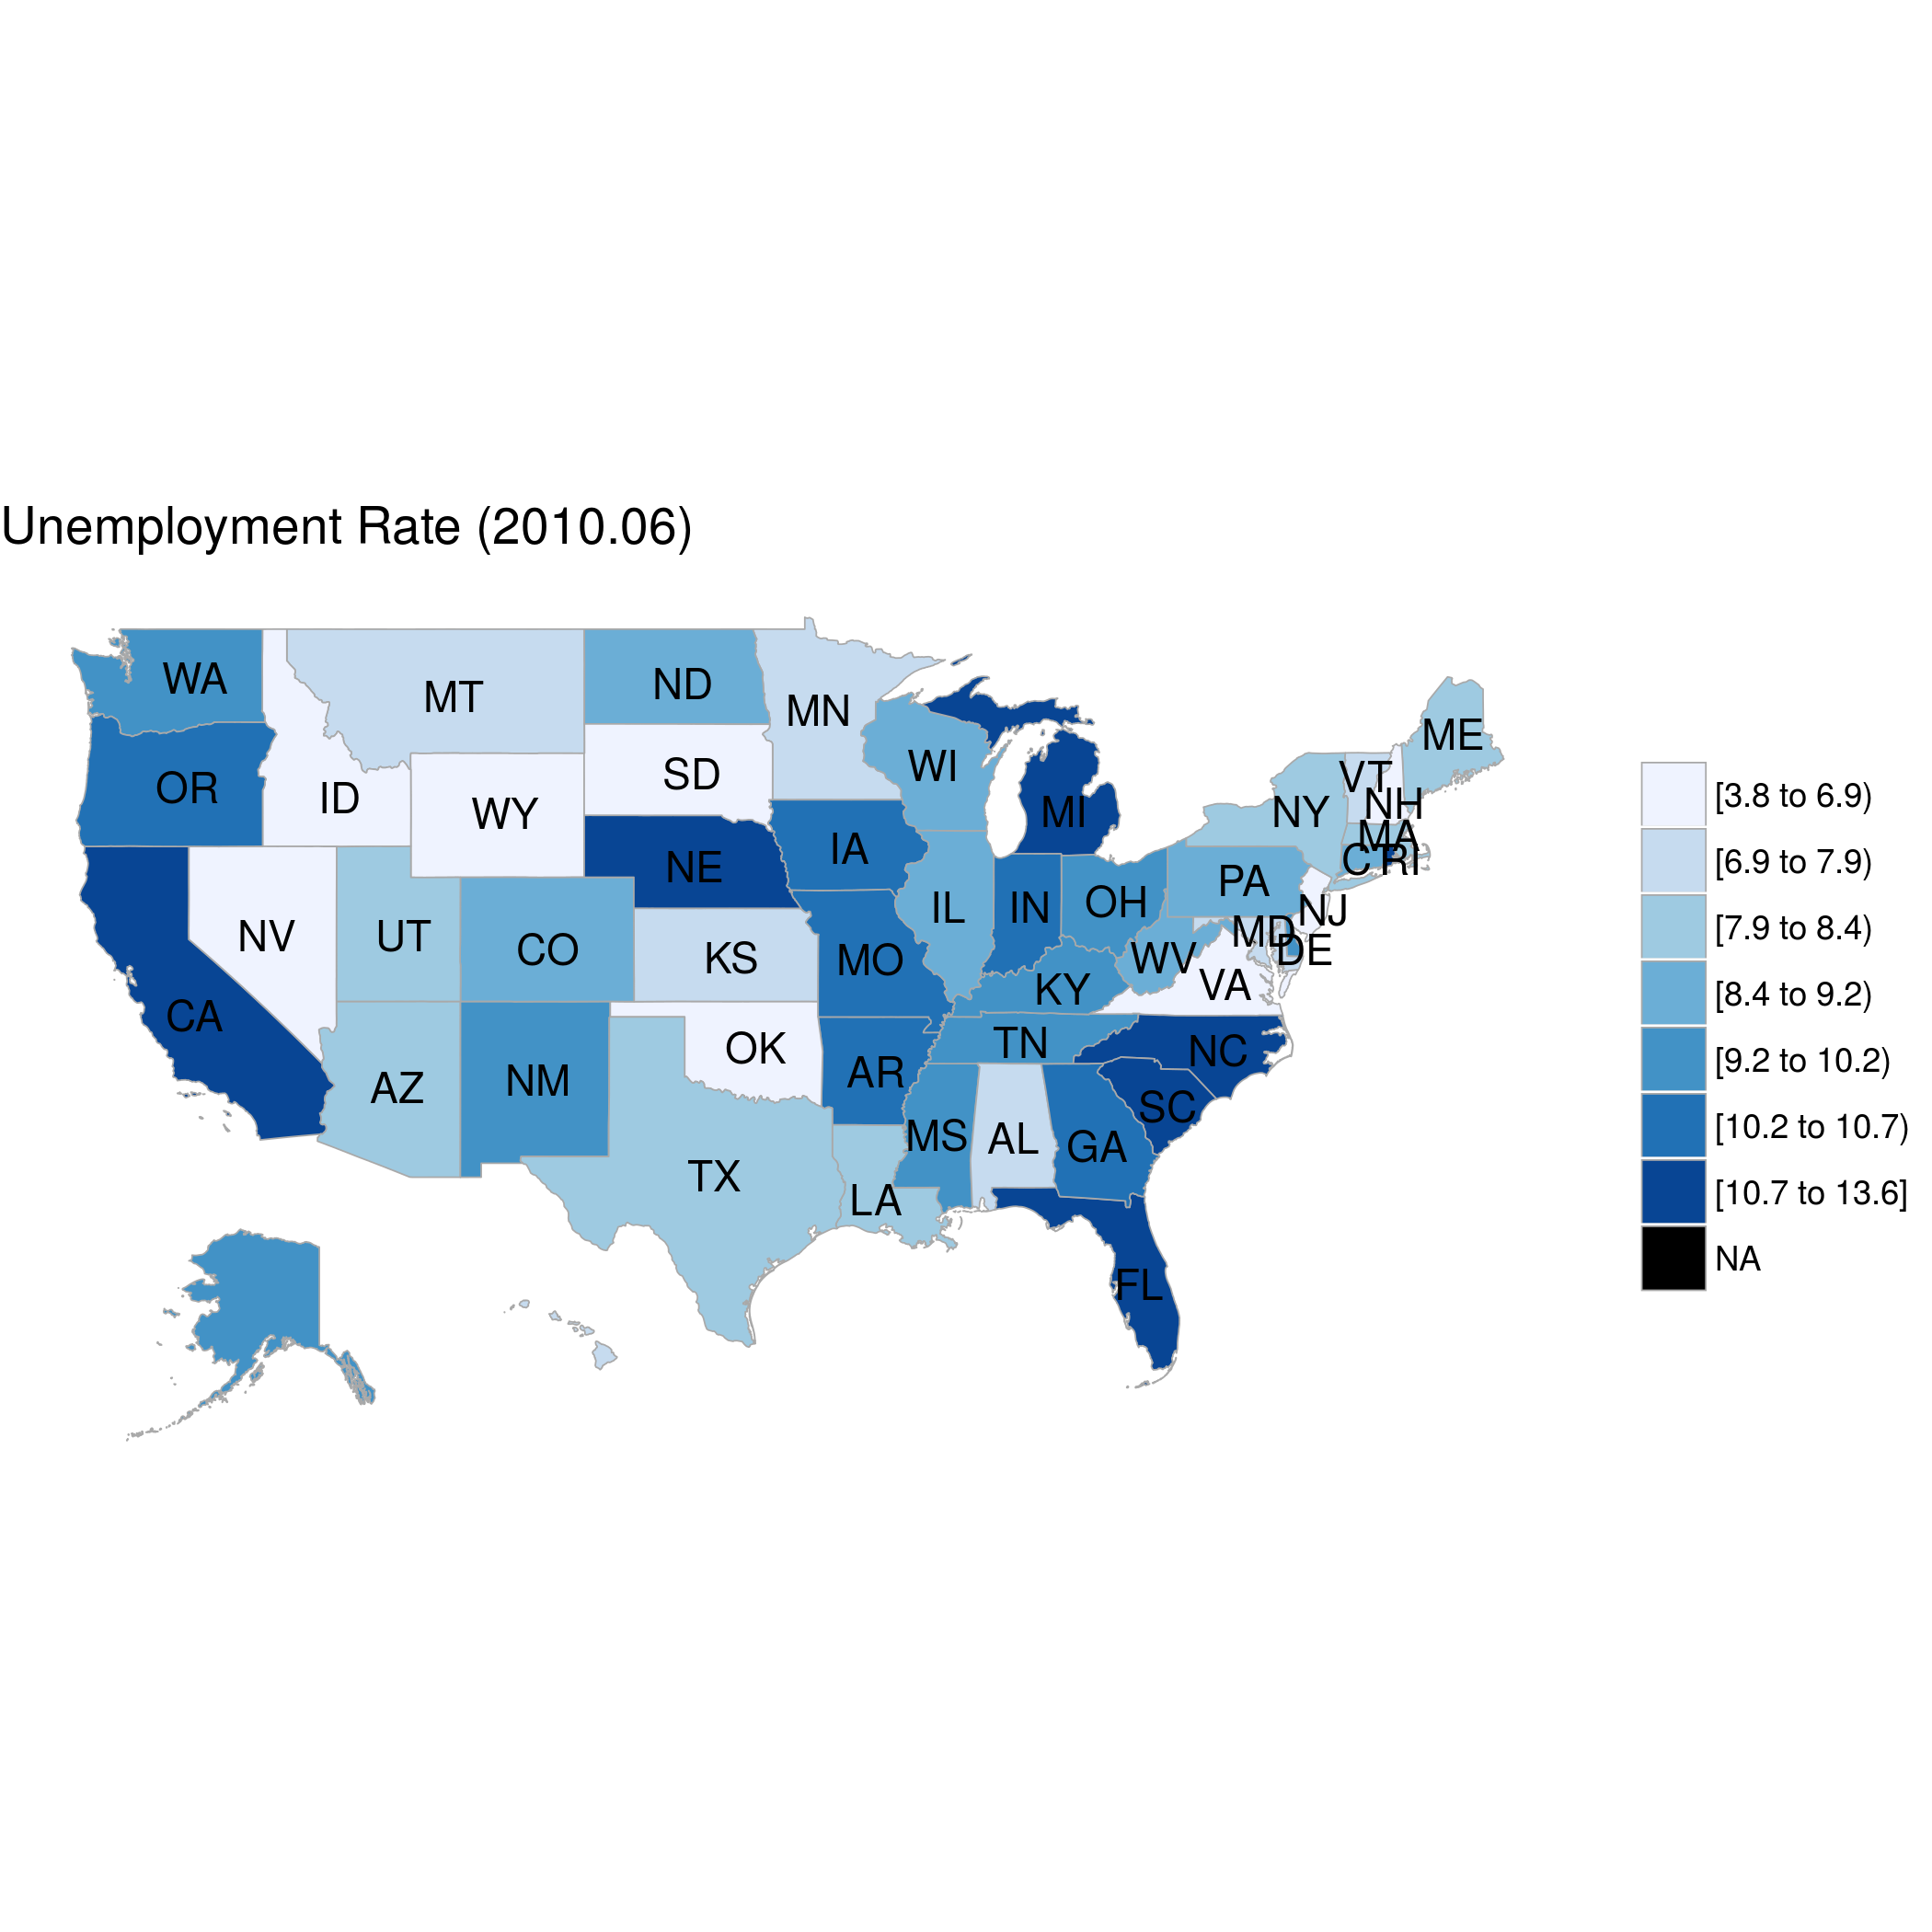 Unemployment Rate (2010.06)
WA
MT
ND
MN
ME
OR
ID
WY
SD
WI
MI
VT
NH
NY
MA
CT
RI
NE
IA
PA
NV
UT
CO
KS
MO
IL
IN
OH
NJ
MD
DE
WV
VA
KY
CA
AZ
NM
OK
AR
TN
NC
SC
TX
LA
MS
AL
GA
FL
[3.8 to 6.9)
[6.9 to 7.9)
[7.9 to 8.4)
[8.4 to 9.2)
[9.2 to 10.2)
[10.2 to 10.7)
[10.7 to 13.6]
NA